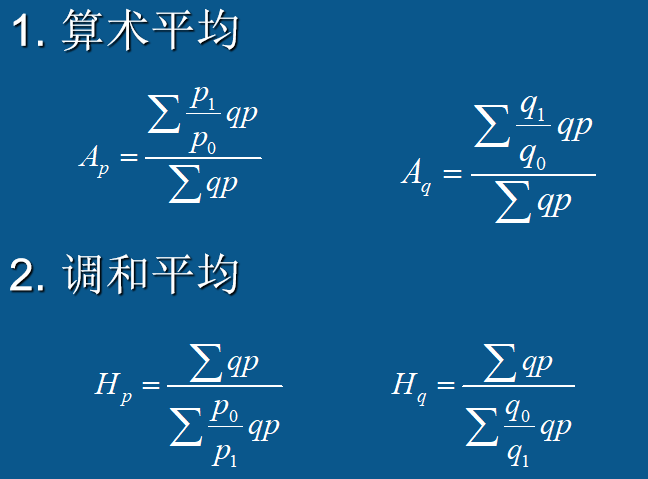 1. 算术平均
$A_p = \frac{\sum \frac{p_1}{p_0} qp}{\sum qp}$ $A_q = \frac{\sum \frac{q_1}{q_0} qp}{\sum qp}$
2. 调和平均
$H_p = \frac{\sum qp}{\sum \frac{p_0}{p_1} qp}$ $H_q = \frac{\sum qp}{\sum \frac{q_0}{q_1} qp}$